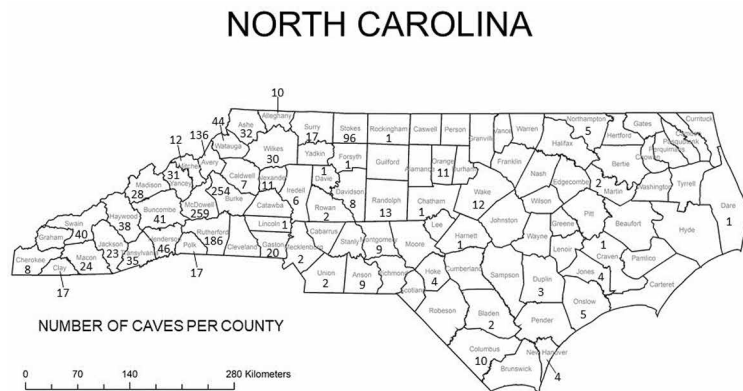 NORTH CAROLINA
10
44
136
12
Alleghany
Ashe
32
Surry
17
Stokes
96
Rockingham
1
Caswell
Person
Granville
Vance
Warren
Northampton
5
Gates
Currituck
Hertford
Halifax
Watauga
Wilkes
30
Yadkin
Forsyth
1
Guilford
Alamance
Orange
11
Durham
Franklin
Nash
Edgecombe
Bertie
Chowan
Perquimans
Pasquotank
Avery
Mitchell
31
Yancey
Madison
28
Caldwell
7
Alexander
11
Iredell
6
1
Davie
Davidson
8
Randolph
13
Chatham
1
Wake
12
Wilson
2
Martin
Washington
Tyrrell
Dare
1
Buncombe
41
McDowell
259
254
Burke
Catawba
Rowan
2
Lee
Johnston
Greene
Pitt
1
Beaufort
Hyde
Swain
40
Haywood
38
Graham
Jackson
23
Transylvania
35
Henderson
46
Polk
Rutherford
186
Cleveland
Lincoln 1
Gaston
20
Mecklenburg
2
Cabarrus
Stanly
Montgomery
9
Moore
Harnett
1
Wayne
Lenoir
Craven
Pamlico
Cherokee
8
Clay
Macon
24
17
17
Union
2
Anson
9
Richmond
Scotland
Hoke
4
Cumberland
Sampson
Duplin
3
Jones
4
Onslow
5
Carteret
Robeson
Bladen
2
Pender
Columbus
10
Brunswick
New Hanover
4
NUMBER OF CAVES PER COUNTY
0 70 140 280 Kilometers